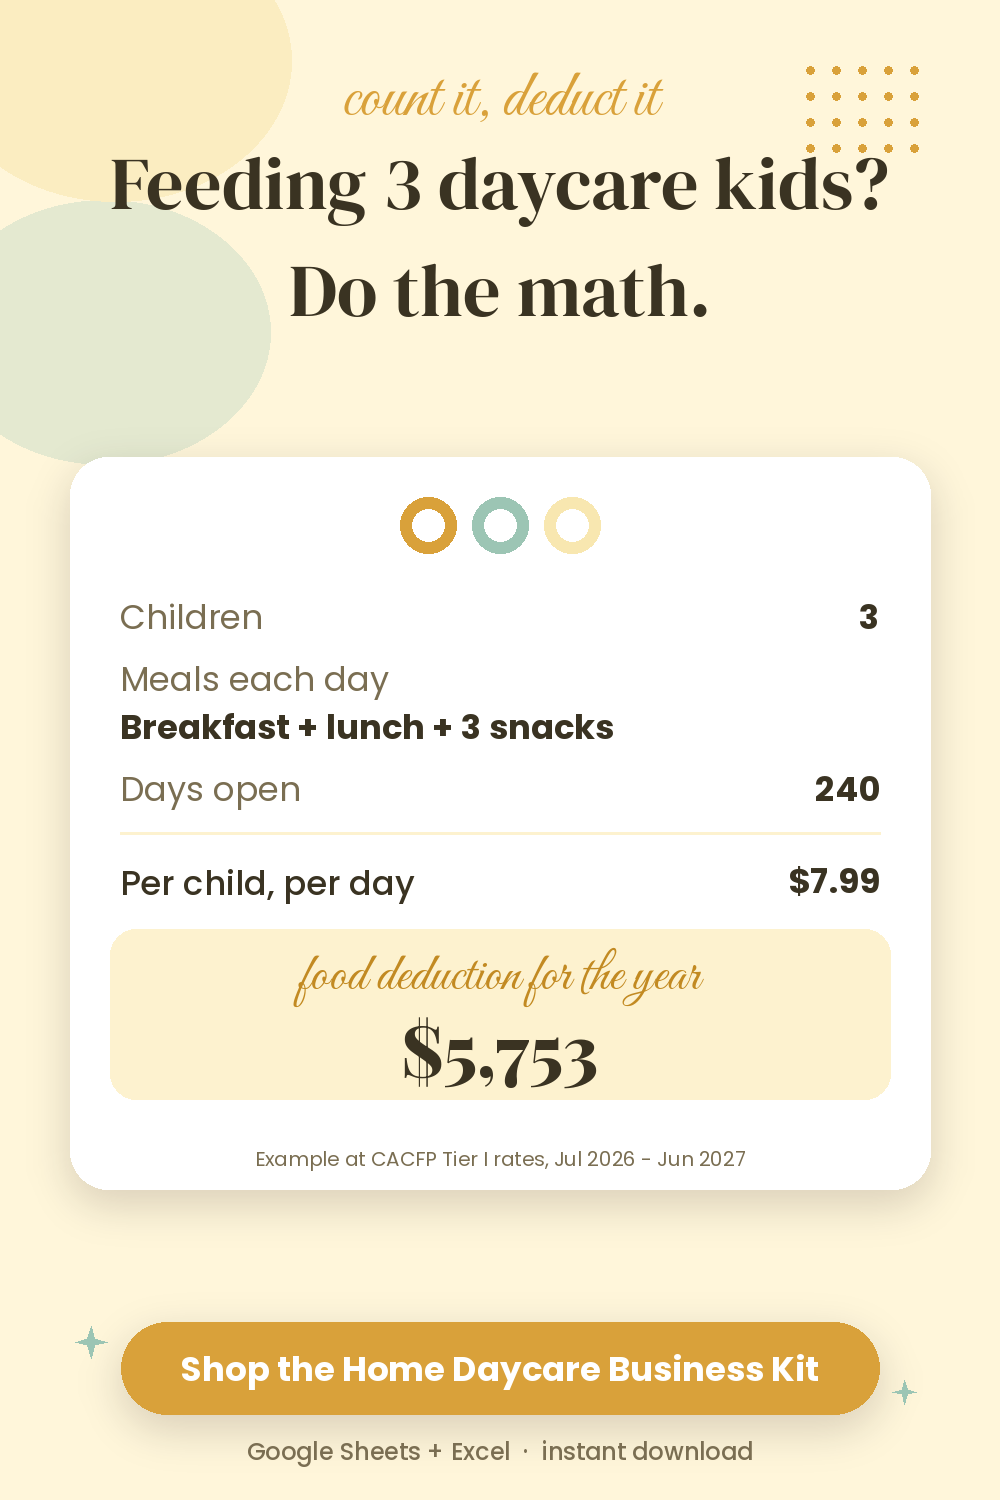 count it, deduct it
Feeding 3 daycare kids?
Do the math.
Children 3
Meals each day
Breakfast + lunch + 3 snacks
Days open 240
Per child, per day $7.99
food deduction for the year
$5,753
Example at CACFP Tier I rates, Jul 2026 - Jun 2027
Shop the Home Daycare Business Kit
Google Sheets + Excel · instant download